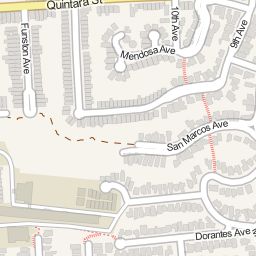 Quintara St
Funston Ave
10th Ave
9th Ave
Mendosa Ave
San Marcos Ave
Dorantes Ave